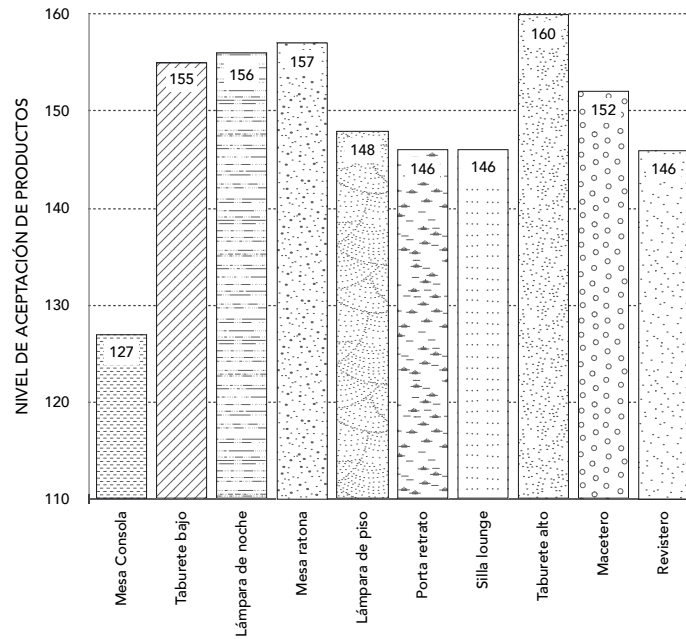 NIVEL DE ACEPTACIÓN DE PRODUCTOS
160
150
140
130
120
110
127
155
156
157
148
146
146
160
152
146
Mesa Consola
Taburete bajo
Lámpara de noche
Mesa ratona
Lámpara de piso
Porta retrato
Silla lounge
Taburete alto
Macetero
Revistero